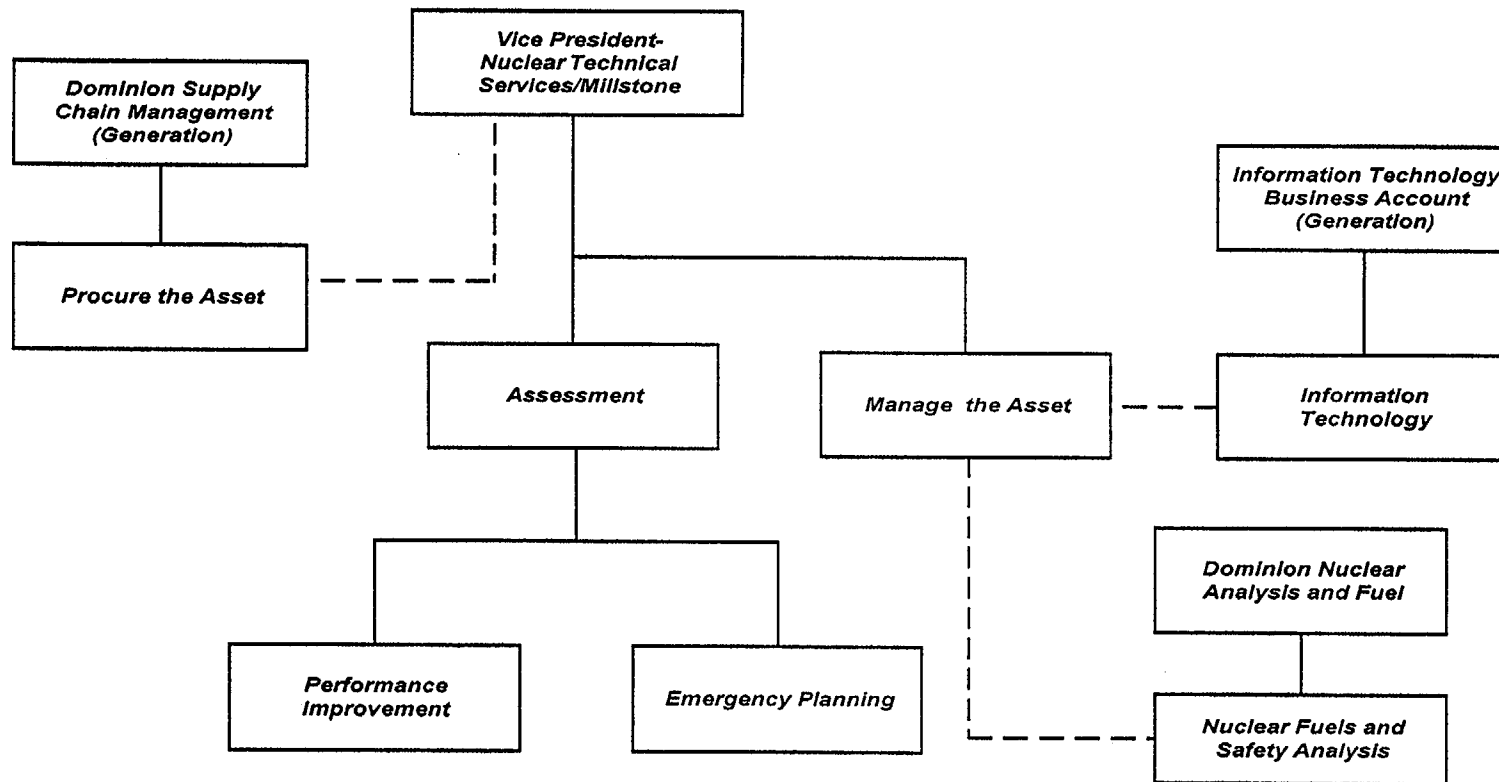 Vice President-
Nuclear Technical
Services/Millstone
Dominion Supply
Chain Management
(Generation)
Information Technology
Business Account
(Generation)
Procure the Asset
Assessment
Manage the Asset
Information
Technology
Dominion Nuclear
Analysis and Fuel
Performance
Improvement
Emergency Planning
Nuclear Fuels and
Safety Analysis